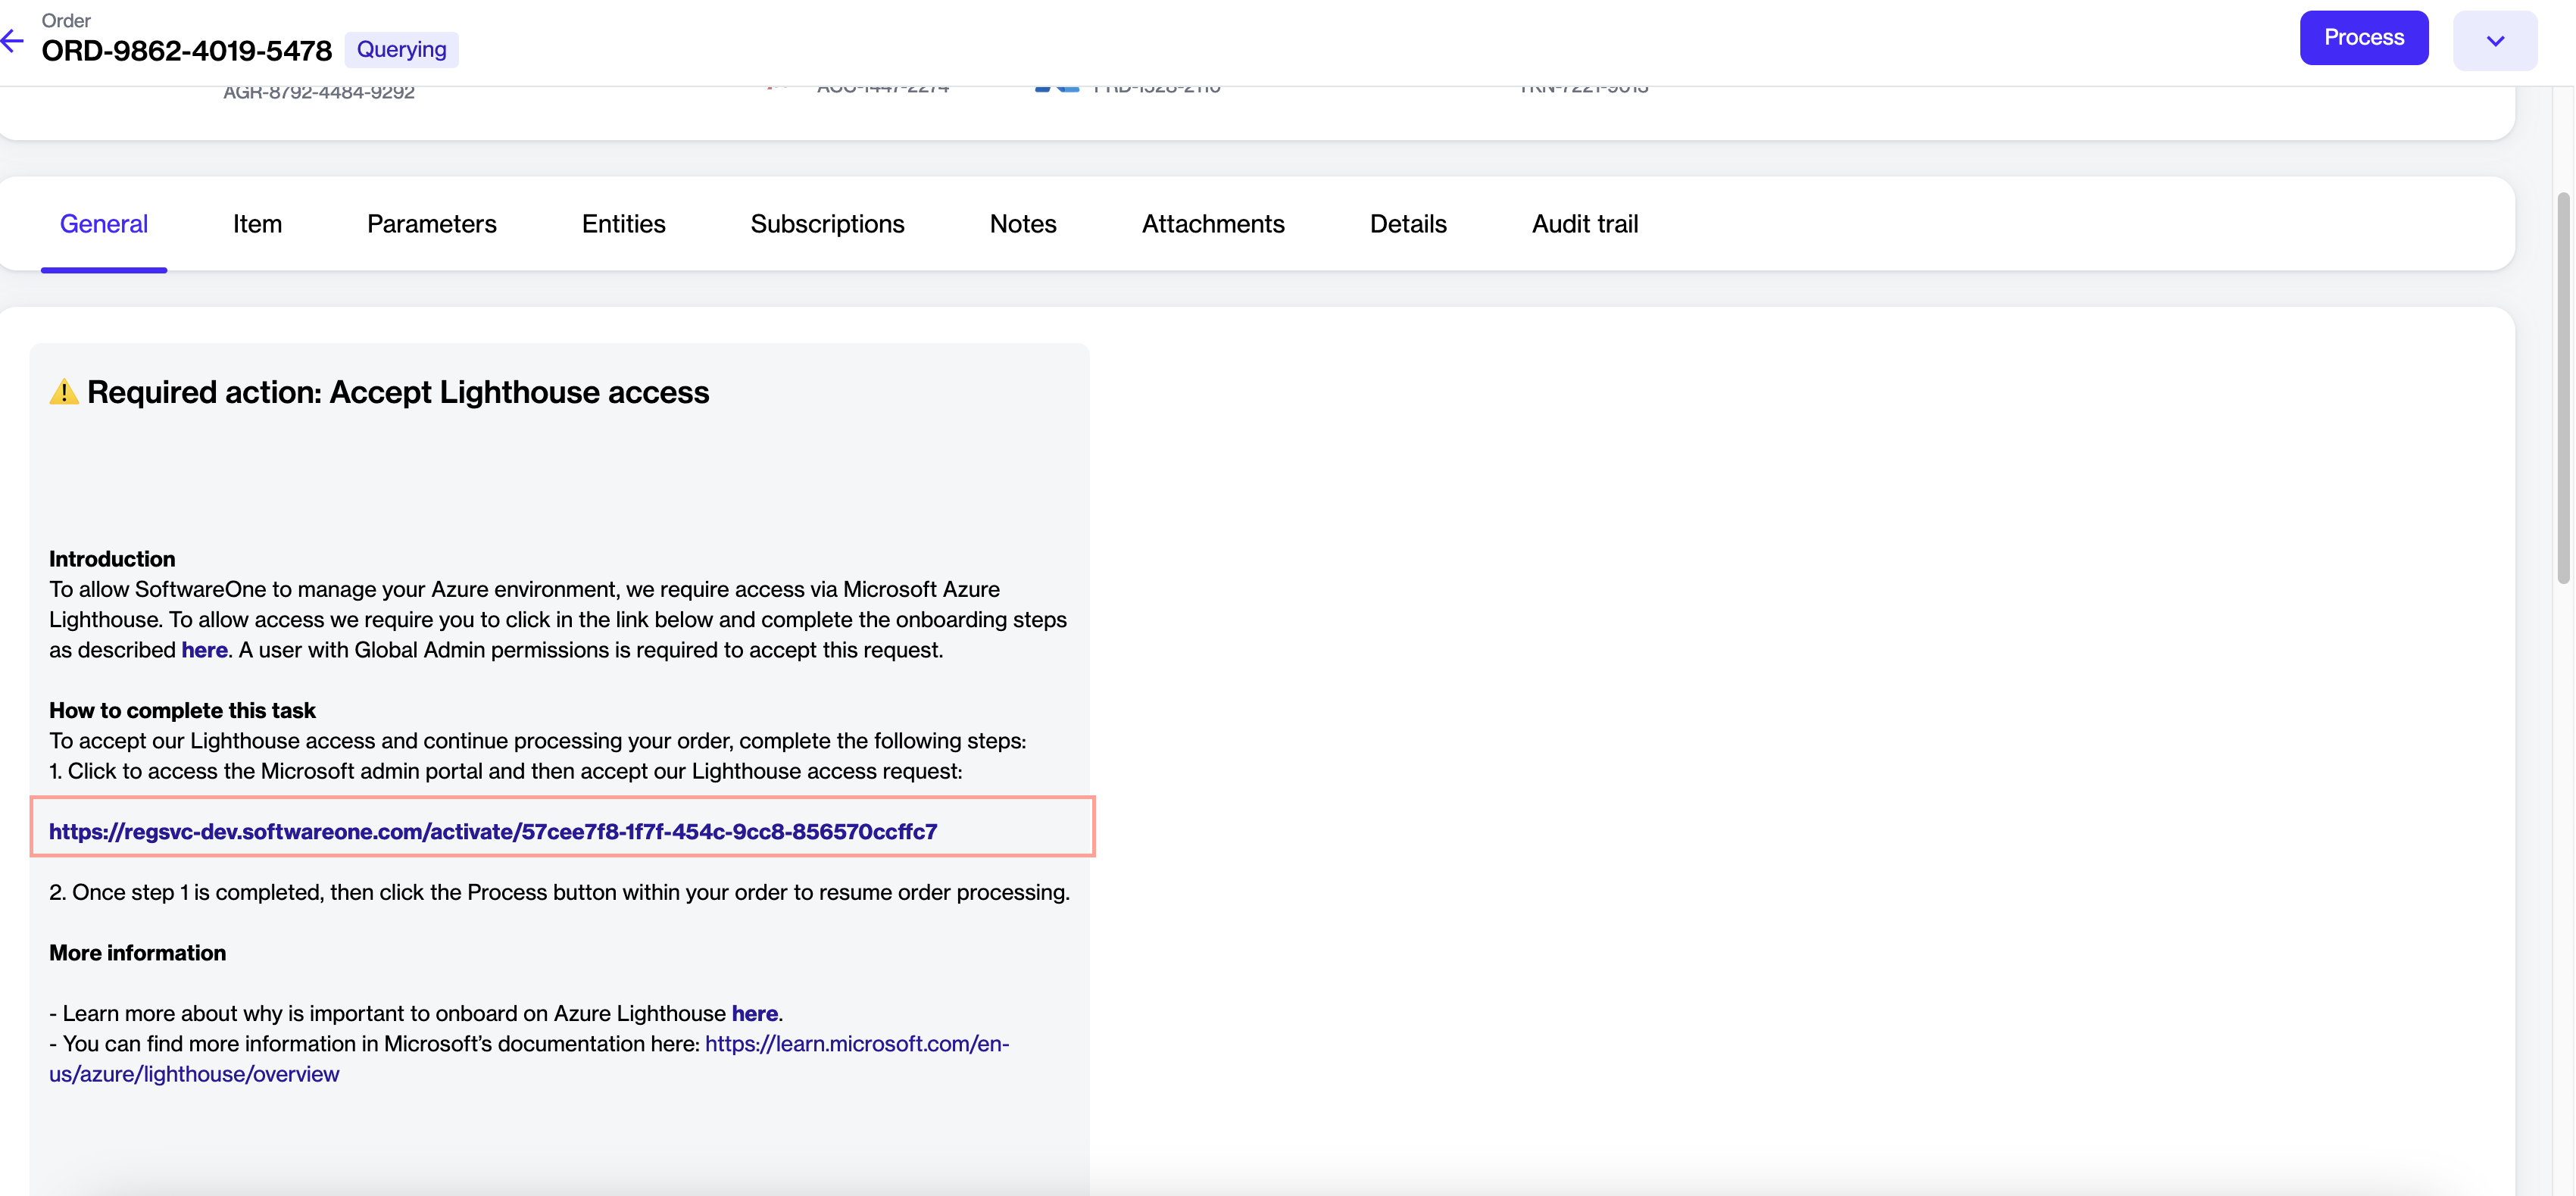 Order
ORD-9862-4019-5478 Querying
Process
AGR-8792-4484-9292
General Item Parameters Entities Subscriptions Notes Attachments Details Audit trail
⚠️ Required action: Accept Lighthouse access
Introduction
To allow SoftwareOne to manage your Azure environment, we require access via Microsoft Azure
Lighthouse. To allow access we require you to click in the link below and complete the onboarding steps
as described here. A user with Global Admin permissions is required to accept this request.
How to complete this task
To accept our Lighthouse access and continue processing your order, complete the following steps:
1. Click to access the Microsoft admin portal and then accept our Lighthouse access request:
https://regsvc-dev.softwareone.com/activate/57cee7f8-1f7f-454c-9cc8-856570ccffc7
2. Once step 1 is completed, then click the Process button within your order to resume order processing.
More information
- Learn more about why is important to onboard on Azure Lighthouse here.
- You can find more information in Microsoft’s documentation here: https://learn.microsoft.com/en-
us/azure/lighthouse/overview